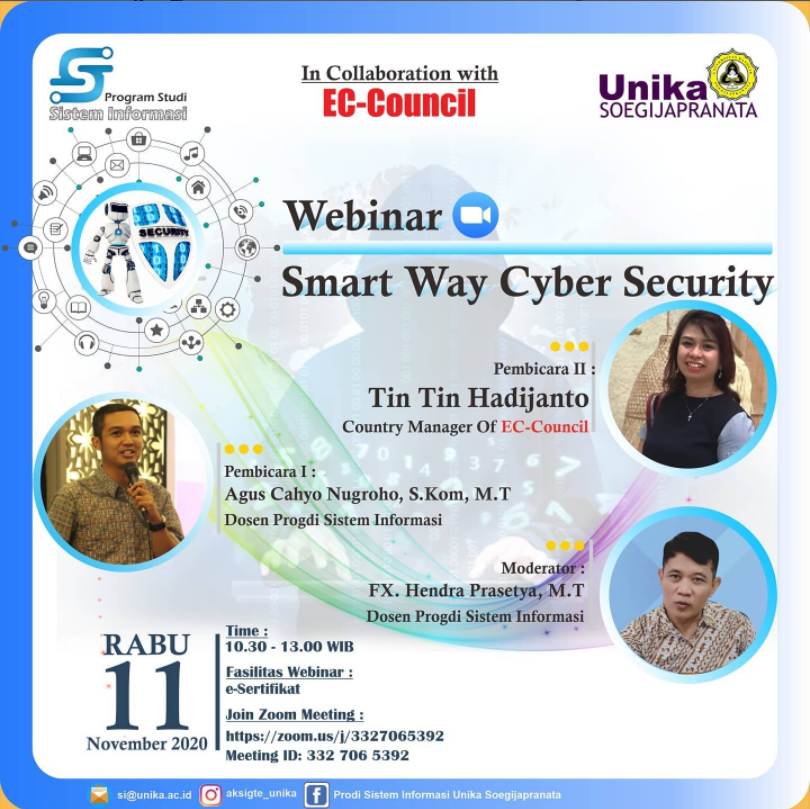 Program Studi
Sistem Informasi
In Collaboration with
EC-Council
Unika
SOEGIJAPRANATA
SECURITY
Webinar
Smart Way Cyber Security
Pembicara II :
Tin Tin Hadijanto
Country Manager Of EC-Council
Pembicara I :
Agus Cahyo Nugroho, S.Kom, M.T
Dosen Progdi Sistem Informasi
Moderator :
FX. Hendra Prasetya, M.T
Dosen Progdi Sistem Informasi
RABU
11
November 2020
Time :
10.30 - 13.00 WIB
Fasilitas Webinar :
e-Sertifikat
Join Zoom Meeting :
https://zoom.us/j/3327065392
Meeting ID: 332 706 5392
si@unika.ac.id
aksigte_unika
Prodi Sistem Informasi Unika Soegijapranata